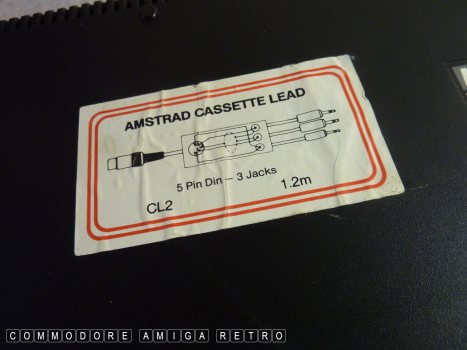 AMSTRAD CASSETTE LEAD
5 Pin Din - 3 Jacks
CL2 1.2m
COMMODORE AMIGA RETRO